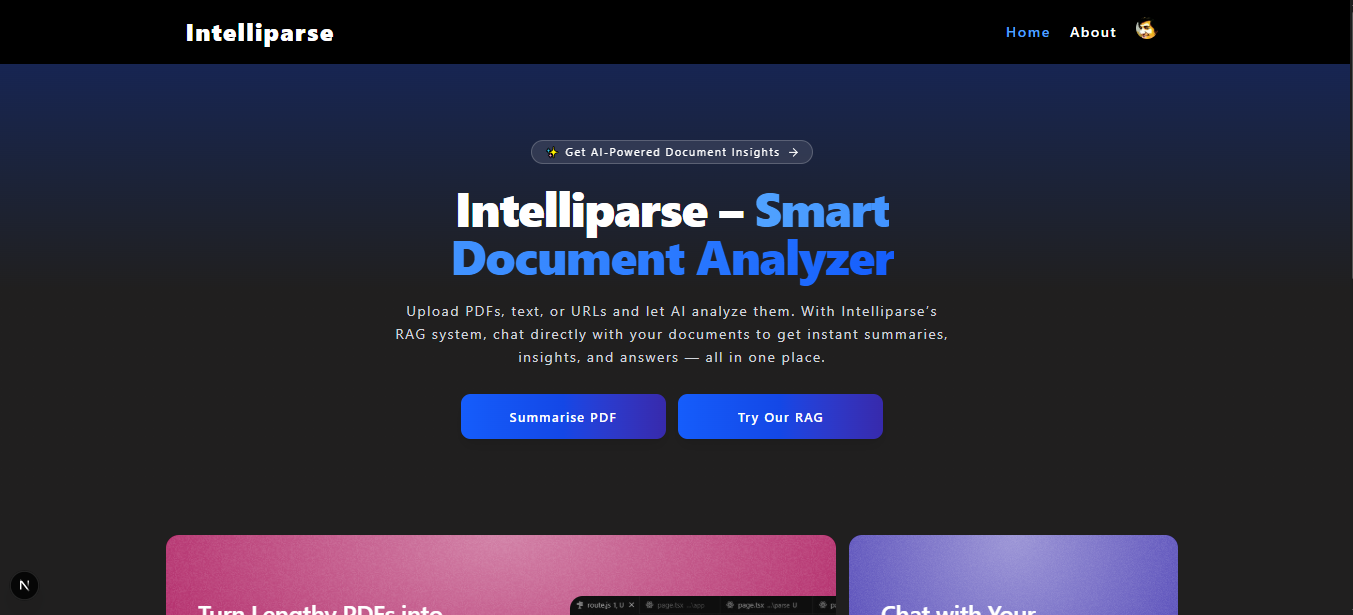 Intelliparse
Home About
✨ Get AI-Powered Document Insights →
Intelliparse – Smart
Document Analyzer
Upload PDFs, text, or URLs and let AI analyze them. With Intelliparse’s
RAG system, chat directly with your documents to get instant summaries,
insights, and answers — all in one place.
Summarise PDF Try Our RAG
Turn Lengthy PDFs into
route.js 1, U page.tsx ...\app page.tsx ...\parse U
Chat with Your
N